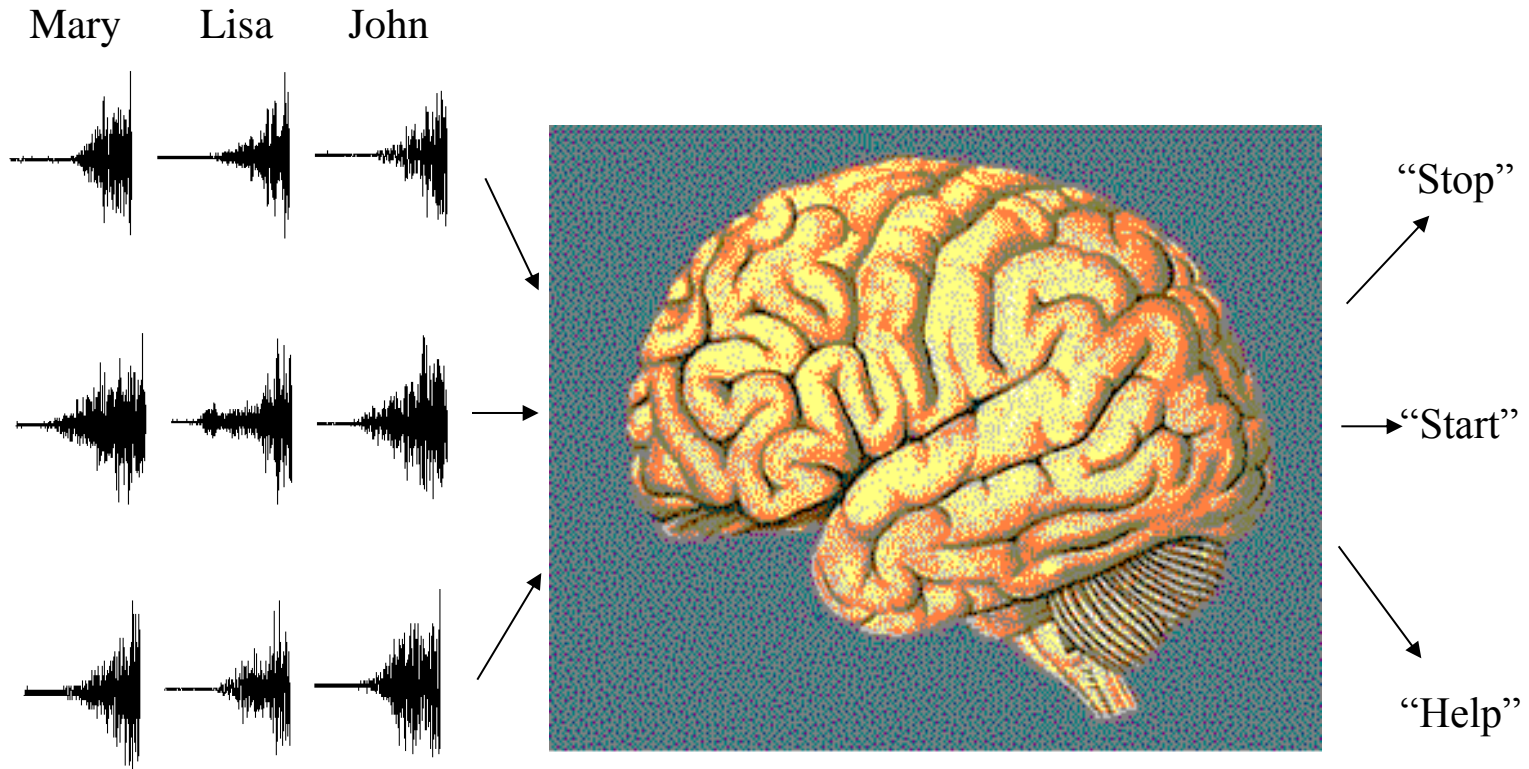 Mary Lisa John
“Stop”
“Start”
“Help”